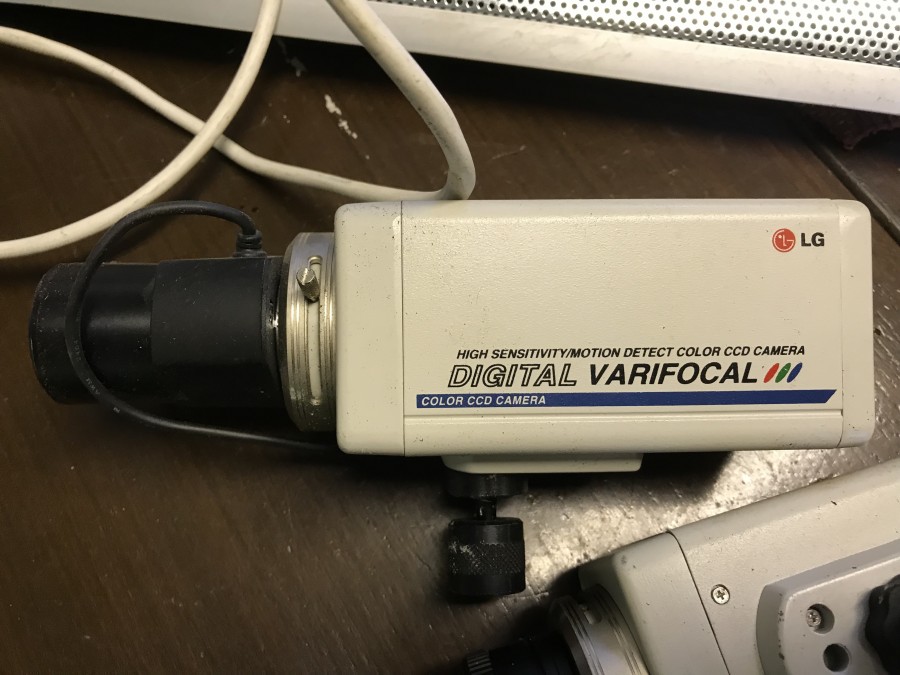 LG
HIGH SENSITIVITY/MOTION DETECT COLOR CCD CAMERA
DIGITAL VARIFOCAL
COLOR CCD CAMERA